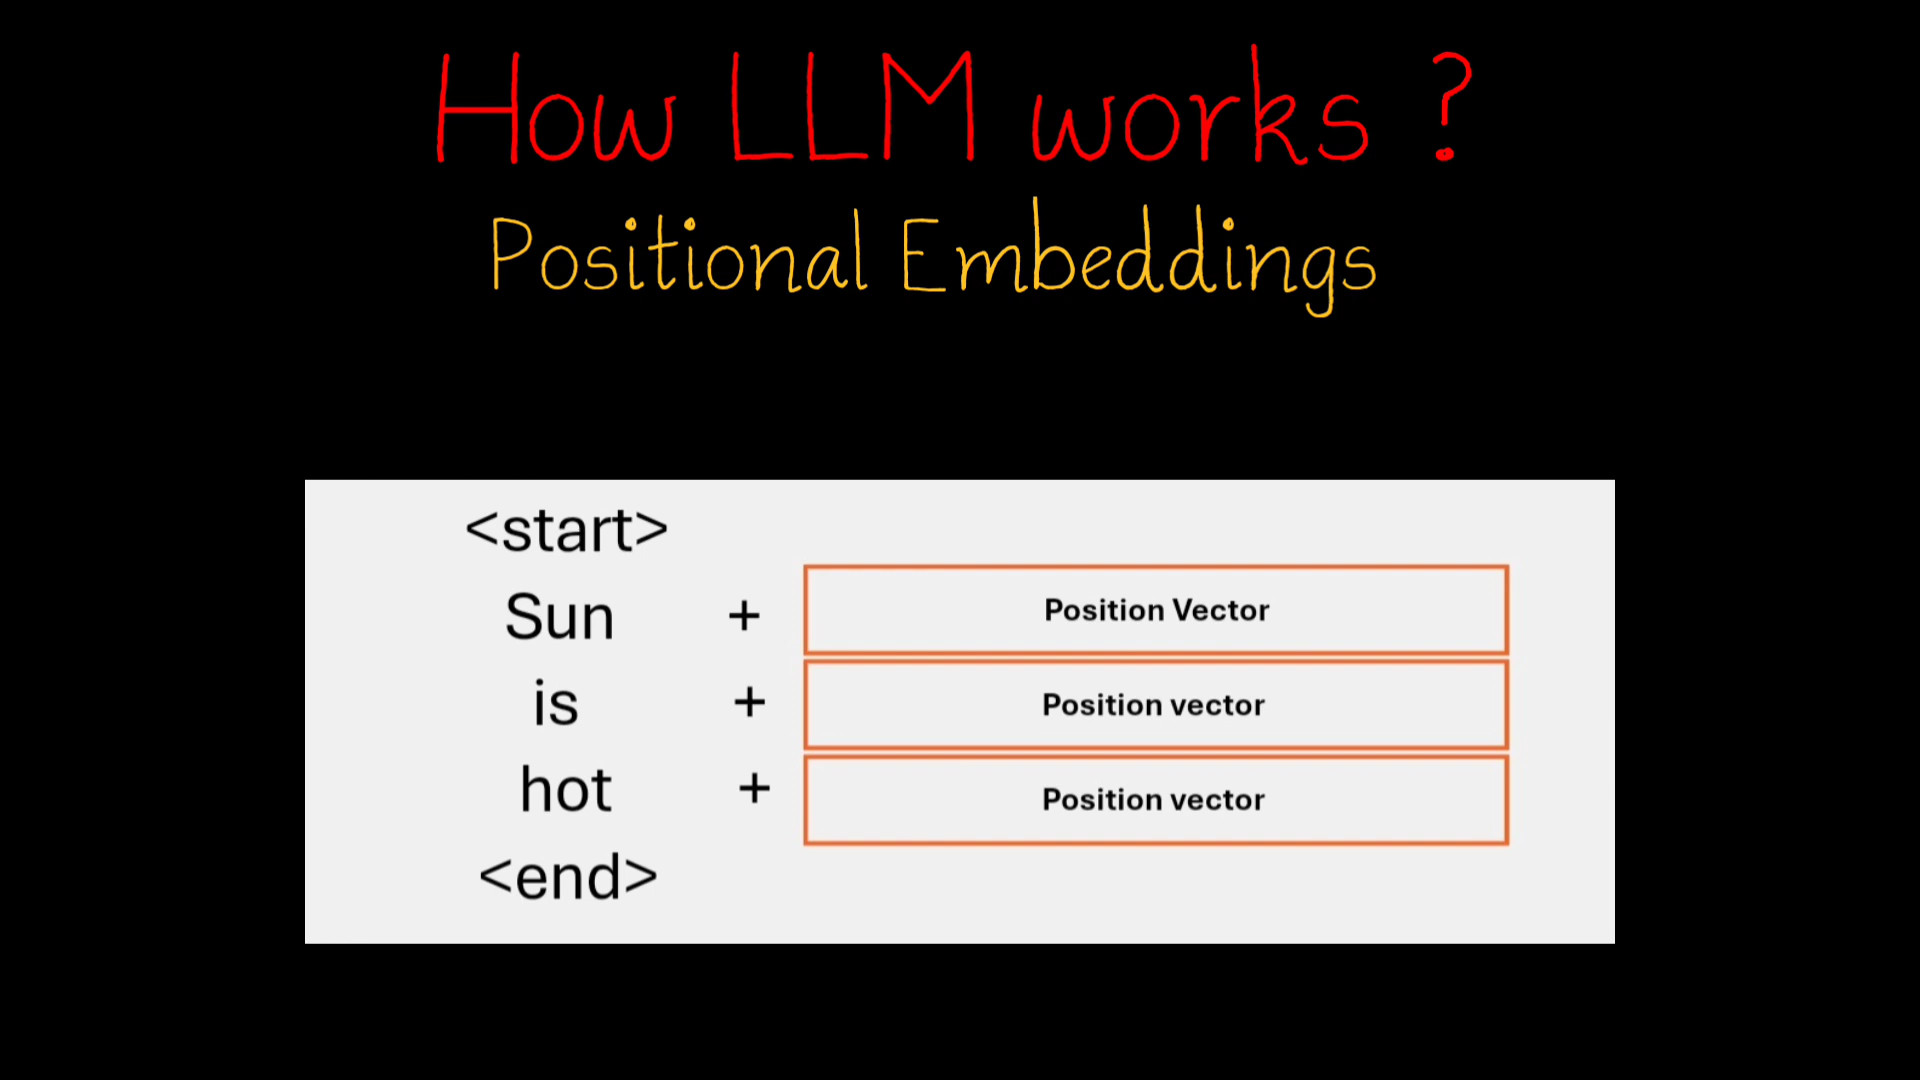 How LLM works ?
Positional Embeddings
<start>
Sun + Position Vector
is + Position vector
hot + Position vector
<end>